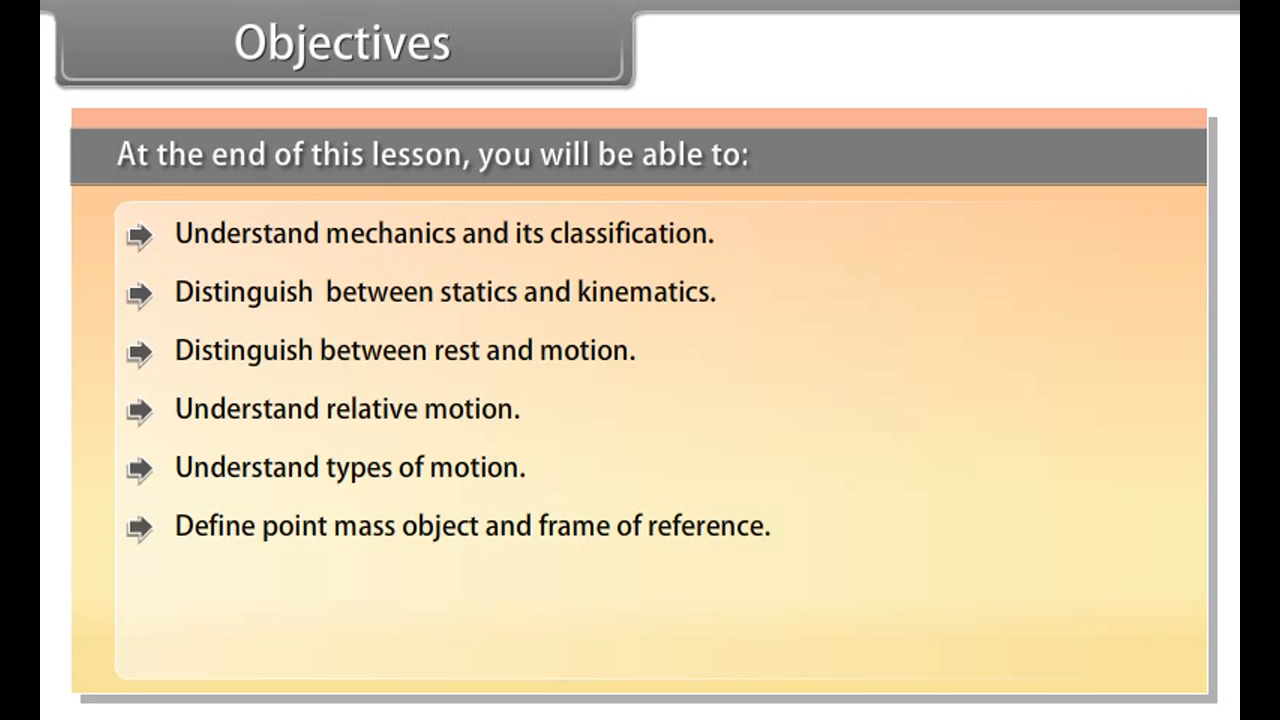 Objectives
At the end of this lesson, you will be able to:
Understand mechanics and its classification.
Distinguish between statics and kinematics.
Distinguish between rest and motion.
Understand relative motion.
Understand types of motion.
Define point mass object and frame of reference.